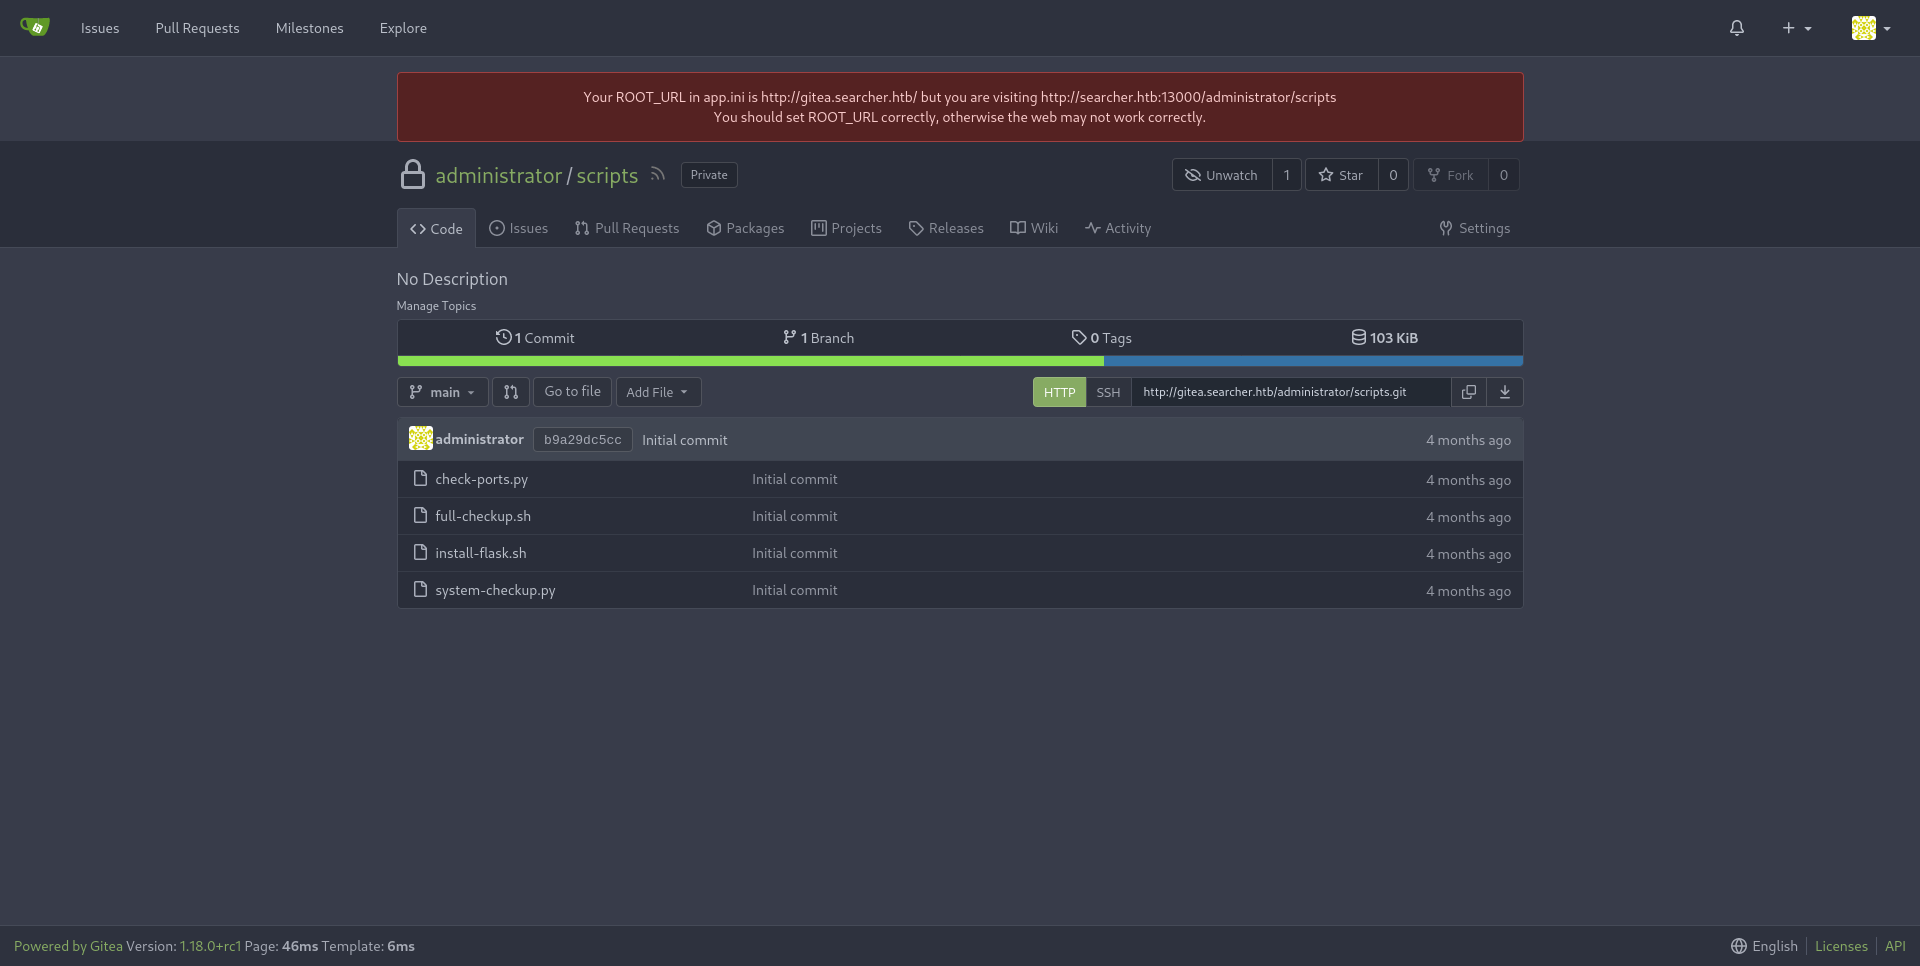 Issues Pull Requests Milestones Explore
Your ROOT_URL in app.ini is http://gitea.searcher.htb/ but you are visiting http://searcher.htb:13000/administrator/scripts
You should set ROOT_URL correctly, otherwise the web may not work correctly.
administrator/scripts Private Unwatch 1 Star 0 Fork 0
Code Issues Pull Requests Packages Projects Releases Wiki Activity Settings
No Description
Manage Topics
1 Commit 1 Branch 0 Tags 103 KiB
main Go to file Add File HTTP SSH http://gitea.searcher.htb/administrator/scripts.git
administrator b9a29dc5cc Initial commit 4 months ago
check-ports.py Initial commit 4 months ago
full-checkup.sh Initial commit 4 months ago
install-flask.sh Initial commit 4 months ago
system-checkup.py Initial commit 4 months ago
Powered by Gitea Version: 1.18.0+rc1 Page: 46ms Template: 6ms English Licenses API